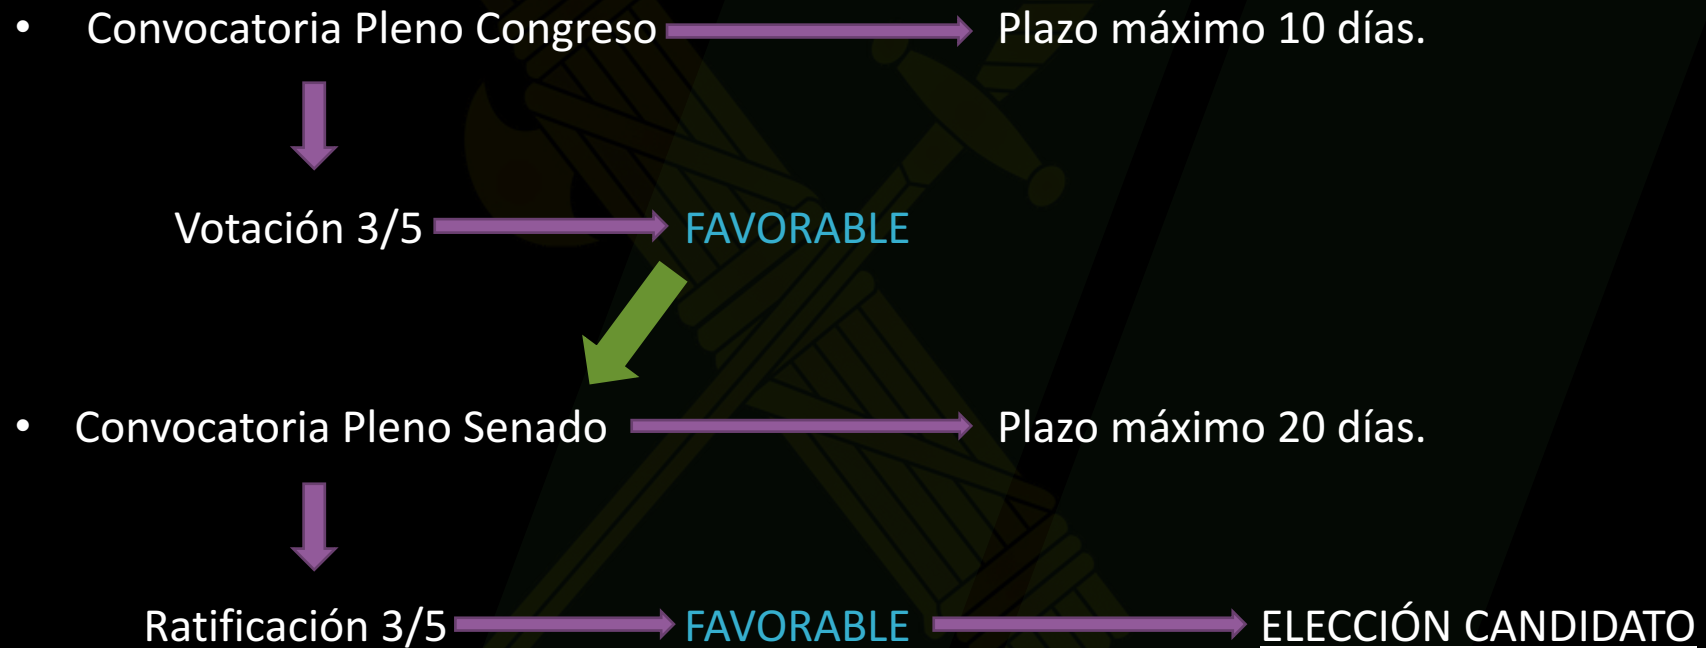 • Convocatoria Pleno Congreso Plazo máximo 10 días.
Votación 3/5 FAVORABLE
• Convocatoria Pleno Senado Plazo máximo 20 días.
Ratificación 3/5 FAVORABLE ELECCIÓN CANDIDATO